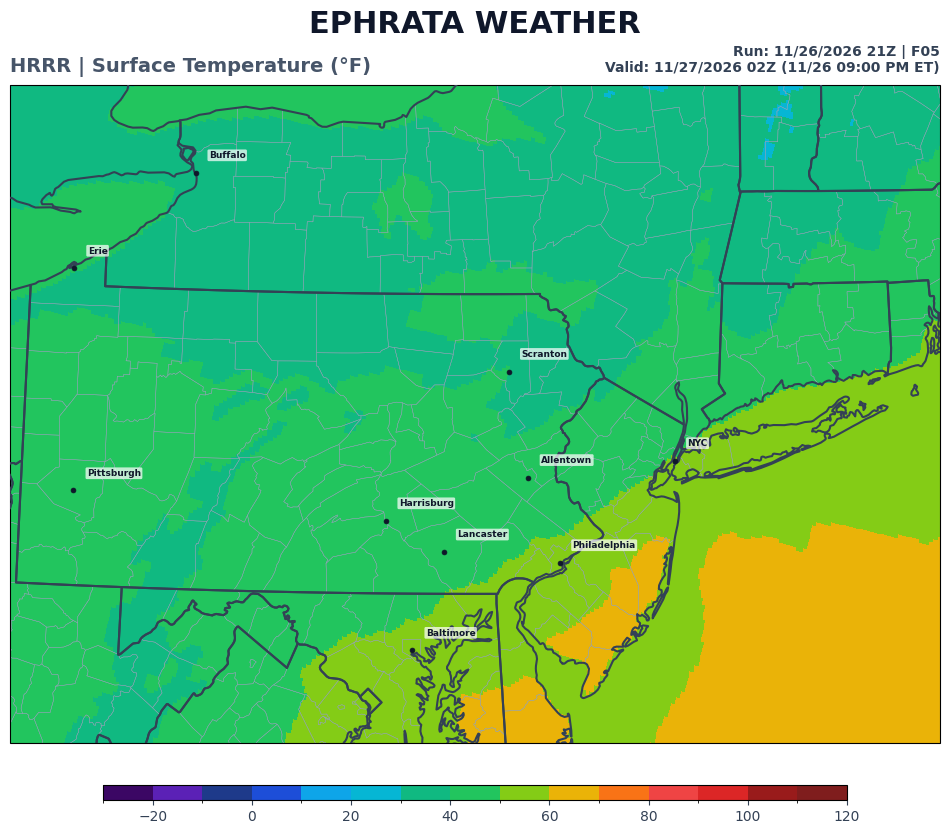 EPHRATA WEATHER
HRRR | Surface Temperature (°F)
Run: 11/26/2026 21Z | F05
Valid: 11/27/2026 02Z (11/26 09:00 PM ET)
Buffalo
Erie
Scranton
NYC
Allentown
Pittsburgh
Harrisburg
Lancaster
Philadelphia
Baltimore
−20 0 20 40 60 80 100 120